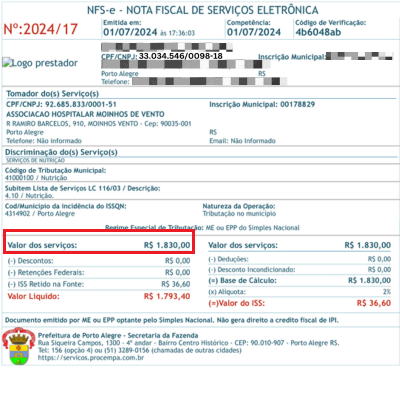 NFS-e - NOTA FISCAL DE SERVIÇOS ELETRÔNICA
Nº:2024/17
Emitida em: Competência: Código de Verificação:
01/07/2024 às 17:36:03 01/07/2024 4b6048ab
Logo prestador
CPF/CNPJ: 33.034.546/0098-18 Inscrição Municipal:
Porto Alegre RS
Telefone:
Tomador do(s) Serviço(s)
CPF/CNPJ: 92.685.833/0001-51 Inscrição Municipal: 00178829
ASSOCIACAO HOSPITALAR MOINHOS DE VENTO
R RAMIRO BARCELOS, 910, MOINHOS VENTO - Cep: 90035-001
Porto Alegre RS
Telefone: Não informado Email: Não informado
Discriminação do(s) Serviço(s)
SERVIÇOS DE NUTRIÇÃO
Código de Tributação Municipal:
41000100 / Nutrição
Subitem Lista de Serviços LC 116/03 / Descrição:
4.10 / Nutrição.
Cod/Município da incidência do ISSQN: Natureza da Operação:
4314902 / Porto Alegre Tributação no município
Regime Especial de Tributação: ME ou EPP do Simples Nacional
Valor dos serviços: R$ 1.830,00 Valor dos serviços: R$ 1.830,00
(-) Descontos: R$ 0,00 (-) Deduções: R$ 0,00
(-) Retenções Federais: R$ 0,00 (-) Desconto Incondicionado: R$ 0,00
(-) ISS Retido na Fonte: R$ 36,60 (=) Base de Cálculo: R$ 1.830,00
Valor Líquido: R$ 1.793,40 (x) Alíquota: 2%
(=)Valor do ISS: R$ 36,60
Documento emitido por ME ou EPP optante pelo Simples Nacional. Não gera direito a credito fiscal de IPI.
Prefeitura de Porto Alegre - Secretaria da Fazenda
Rua Siqueira Campos, 1300 - 4º andar - Bairro Centro Histórico - CEP: 90.010-907 - Porto Alegre RS.
Tel: 156 (opção 4) ou (51) 3289-0156 (chamadas de outras cidades)
https://servicos.procempa.com.br